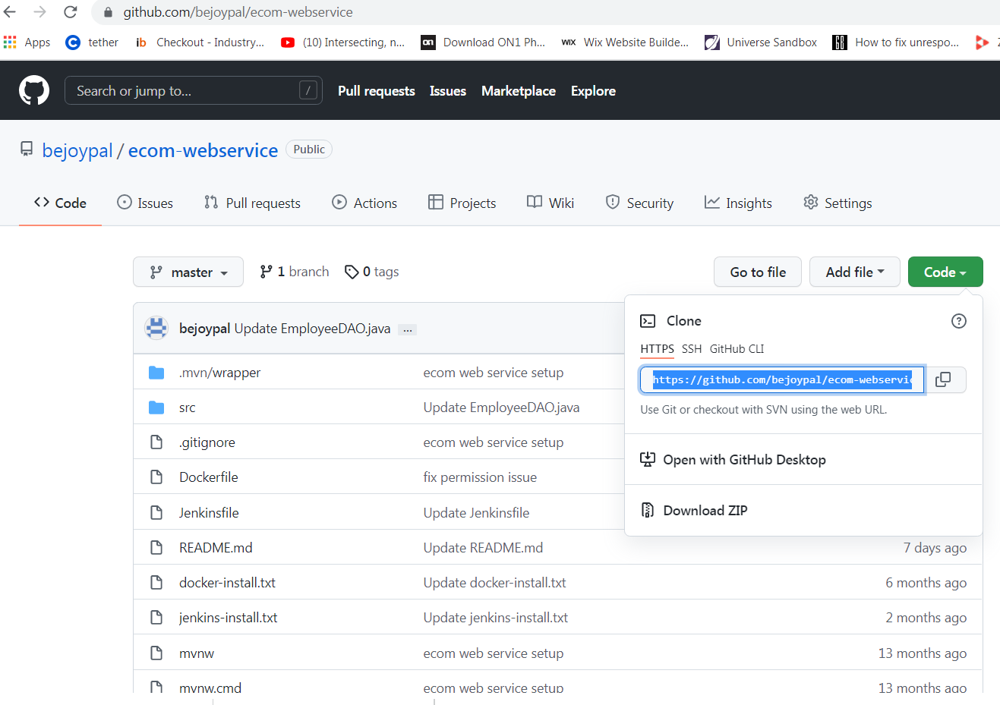 github.com/bejoypal/ecom-webservice
Apps tether ib Checkout - Industry... (10) Intersecting, n... on Download ON1 Ph... WIX Wix Website Builde... Universe Sandbox How to fix unrespo...
Search or jump to... / Pull requests Issues Marketplace Explore
bejoypal / ecom-webservice Public
Code Issues Pull requests Actions Projects Wiki Security Insights Settings
master 1 branch 0 tags Go to file Add file Code
bejoypal Update EmployeeDAO.java ...
Clone
HTTPS SSH GitHub CLI
https://github.com/bejoypal/ecom-webservic
Use Git or checkout with SVN using the web URL.
Open with GitHub Desktop
Download ZIP
.mvn/wrapper ecom web service setup
src Update EmployeeDAO.java
.gitignore ecom web service setup
Dockerfile fix permission issue
Jenkinsfile Update Jenkinsfile
README.md Update README.md 7 days ago
docker-install.txt Update docker-install.txt 6 months ago
jenkins-install.txt Update jenkins-install.txt 2 months ago
mvnw ecom web service setup 13 months ago
mvnw.cmd ecom web service setup 13 months ago